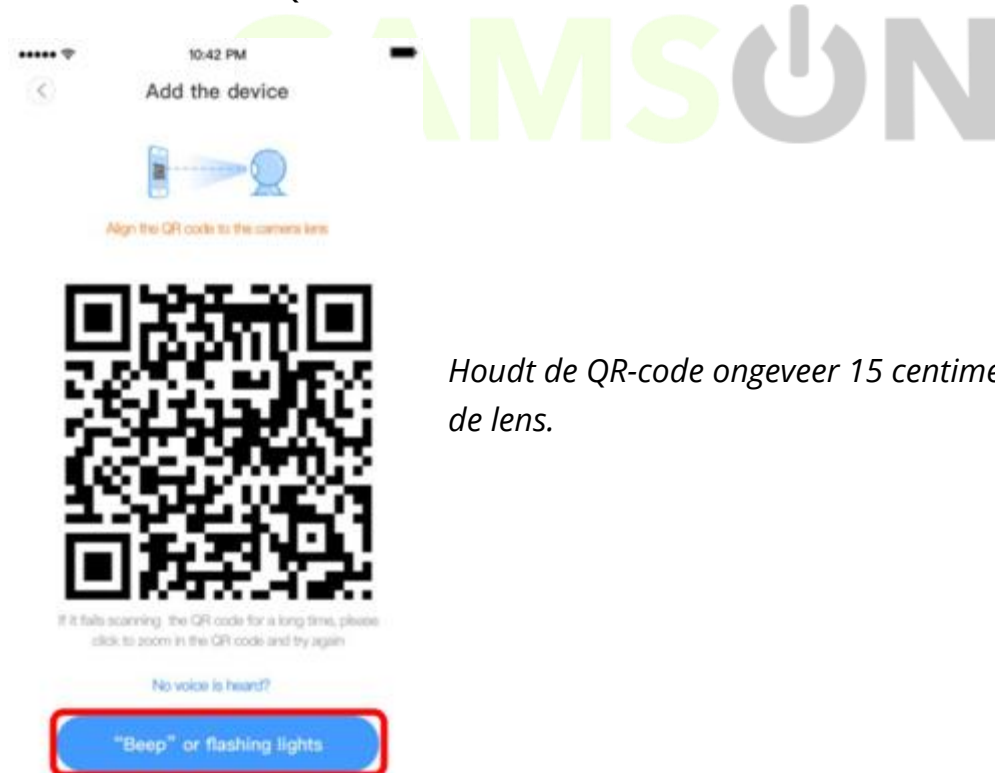 10:42 PM
Add the device
Align the QR code to the camera lens
Houdt de QR-code ongeveer 15 centime
de lens.
If it fails scanning the QR code for a long time, please
click to zoom in the QR code and try again
No voice is heard?
"Beep" or flashing lights